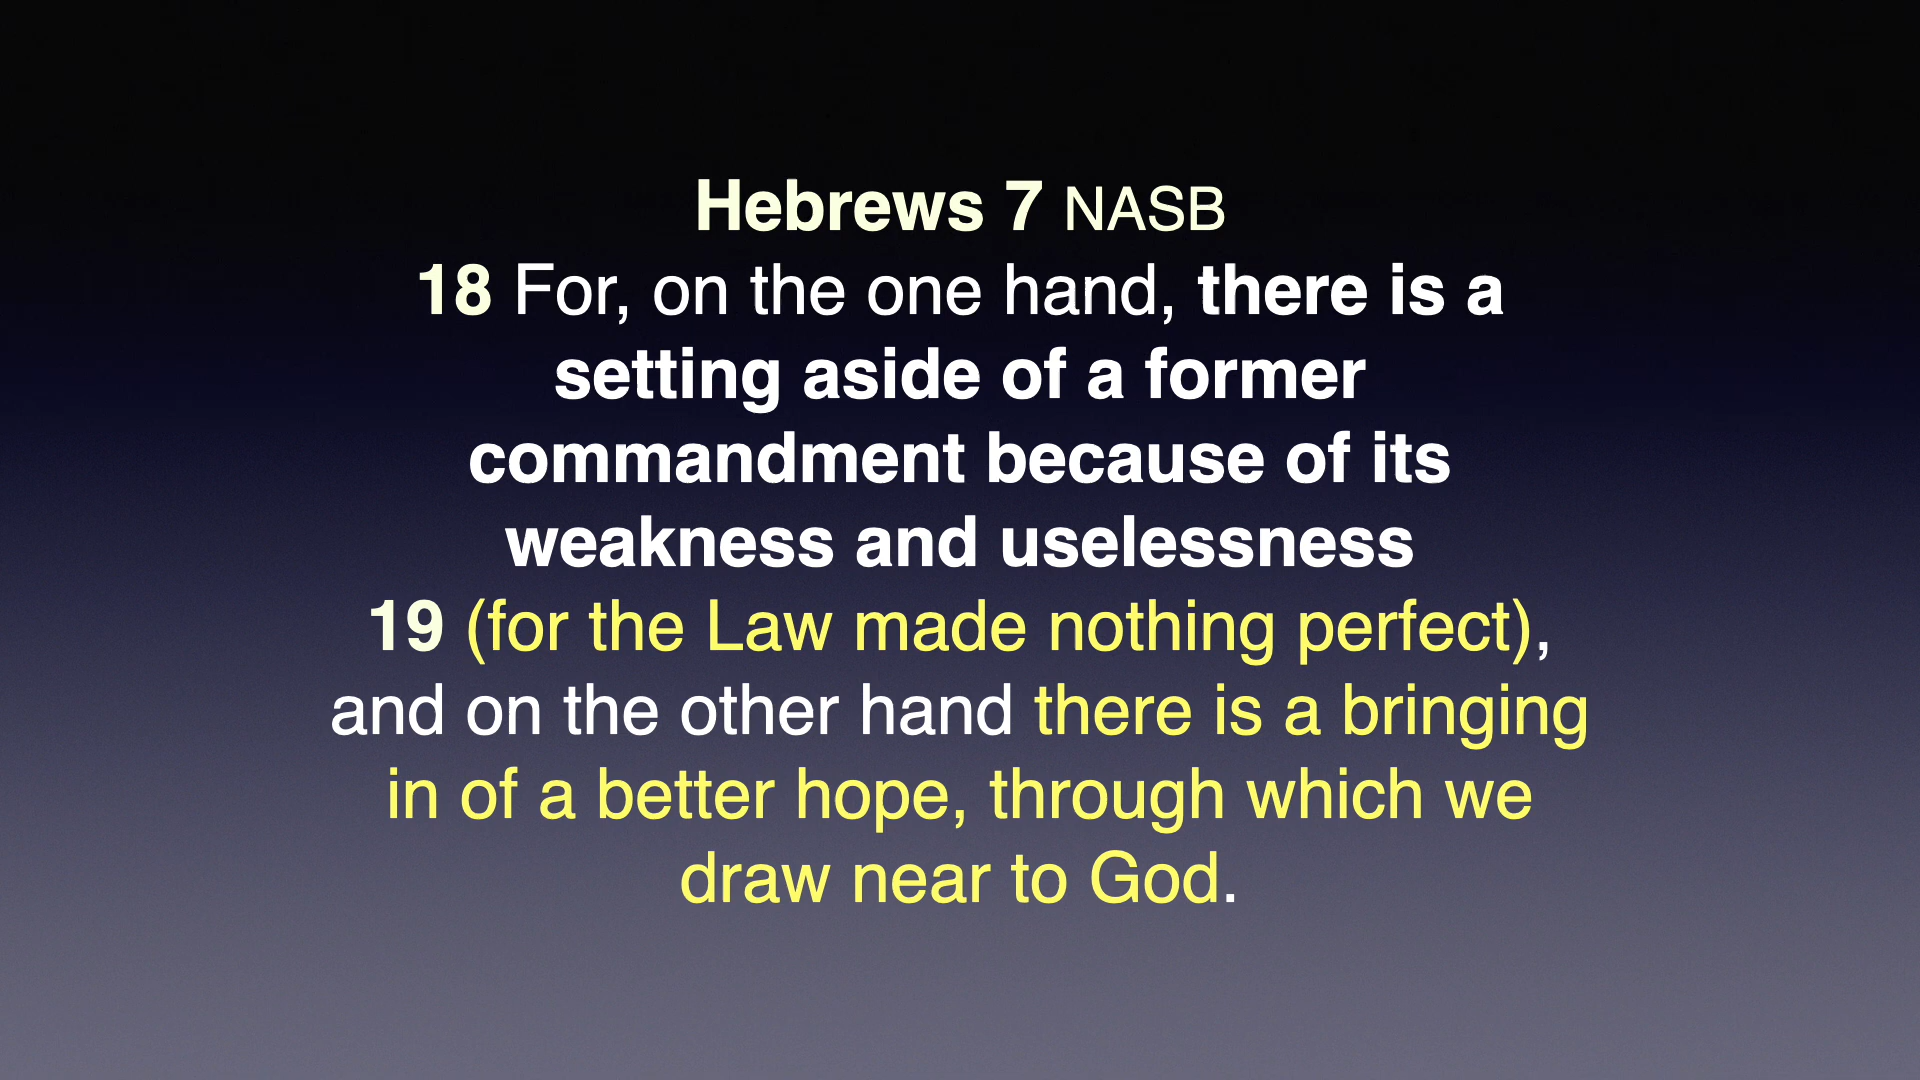 Hebrews 7 NASB
18 For, on the one hand, there is a
setting aside of a former
commandment because of its
weakness and uselessness
19 (for the Law made nothing perfect),
and on the other hand there is a bringing
in of a better hope, through which we
draw near to God.